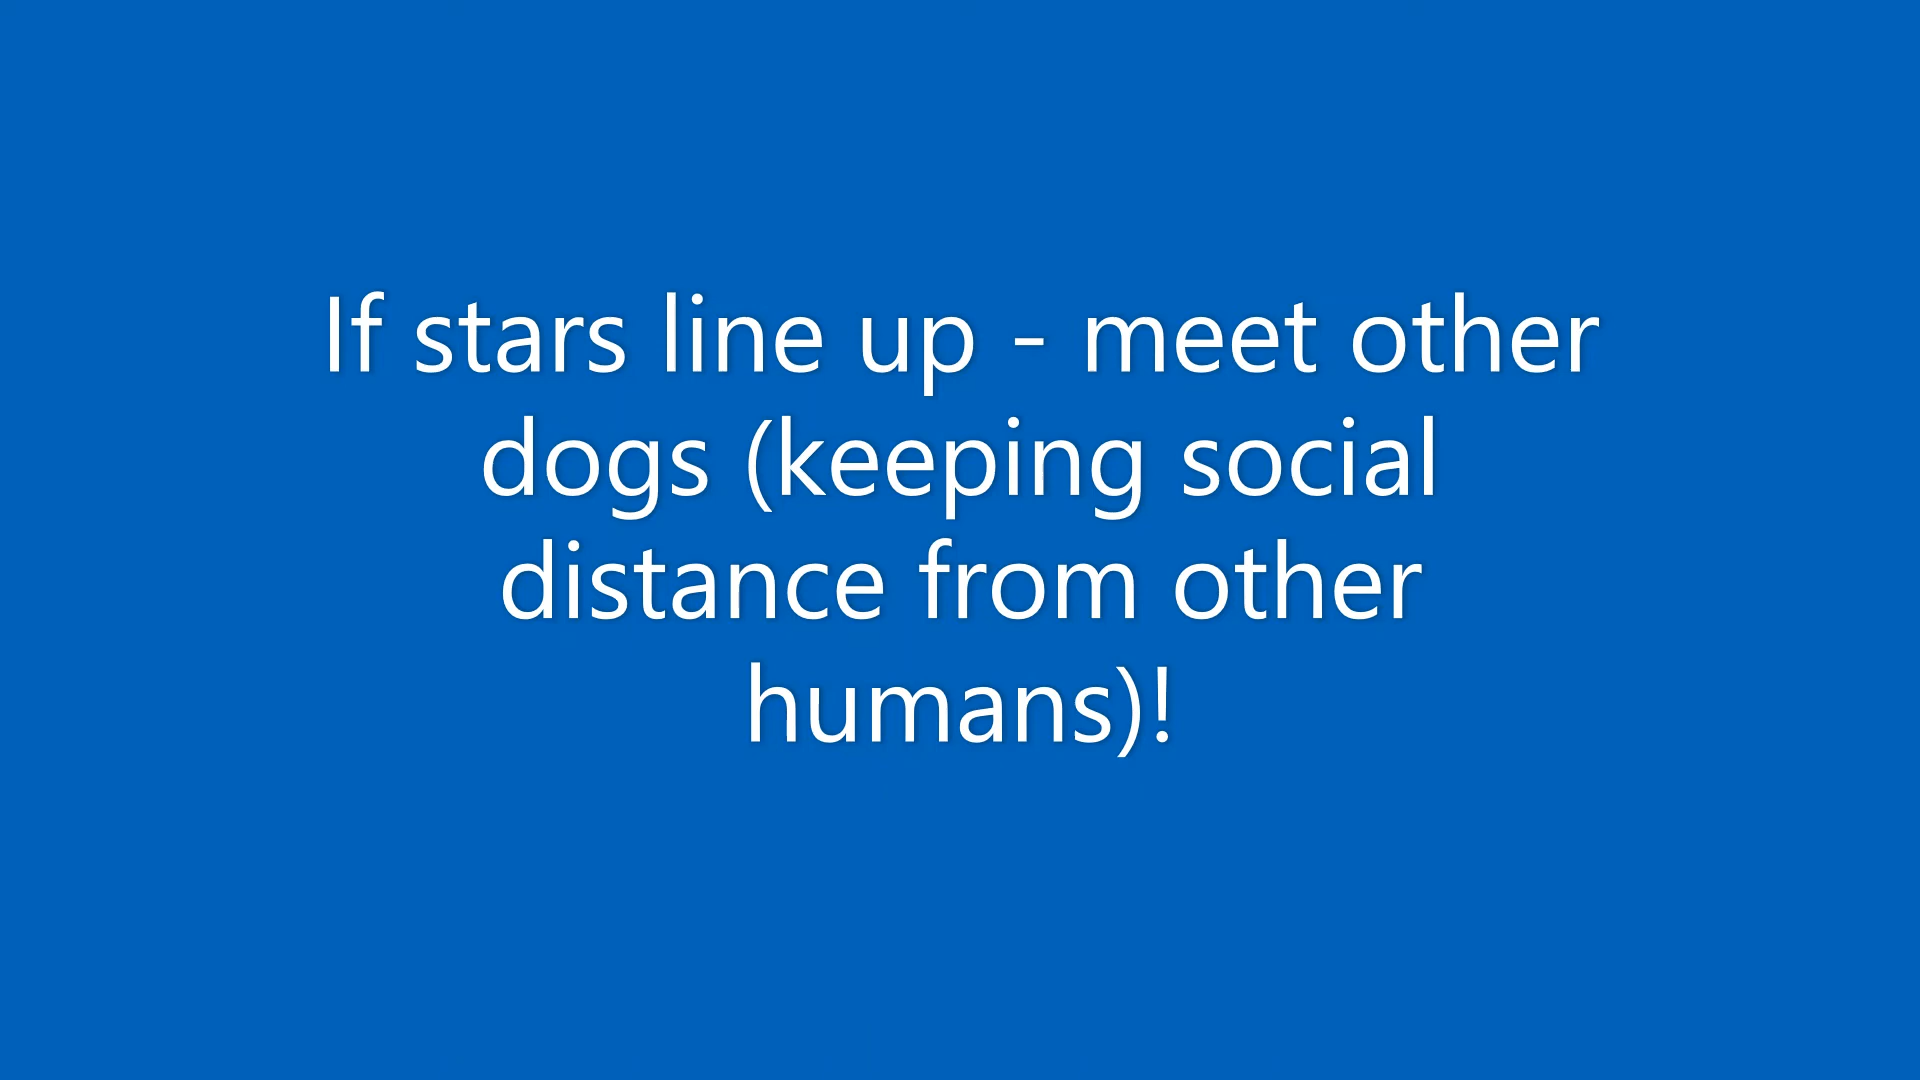 If stars line up - meet other
dogs (keeping social
distance from other
humans)!